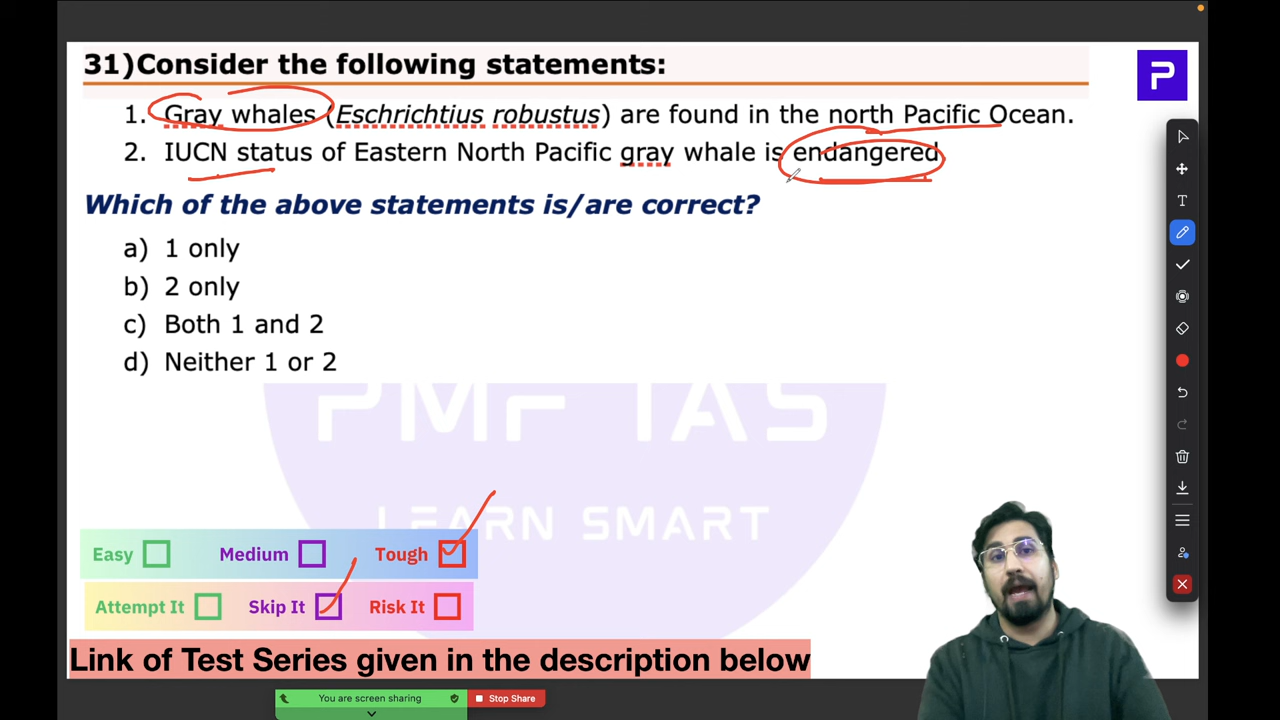 31)Consider the following statements:
P
1. Gray whales (Eschrichtius robustus) are found in the north Pacific Ocean.
2. IUCN status of Eastern North Pacific gray whale is endangered
Which of the above statements is/are correct?
a) 1 only
b) 2 only
c) Both 1 and 2
d) Neither 1 or 2
PMF IAS
LEARN SMART
Easy Medium Tough
Attempt It Skip It Risk It
Link of Test Series given in the description below
You are screen sharing Stop Share
T